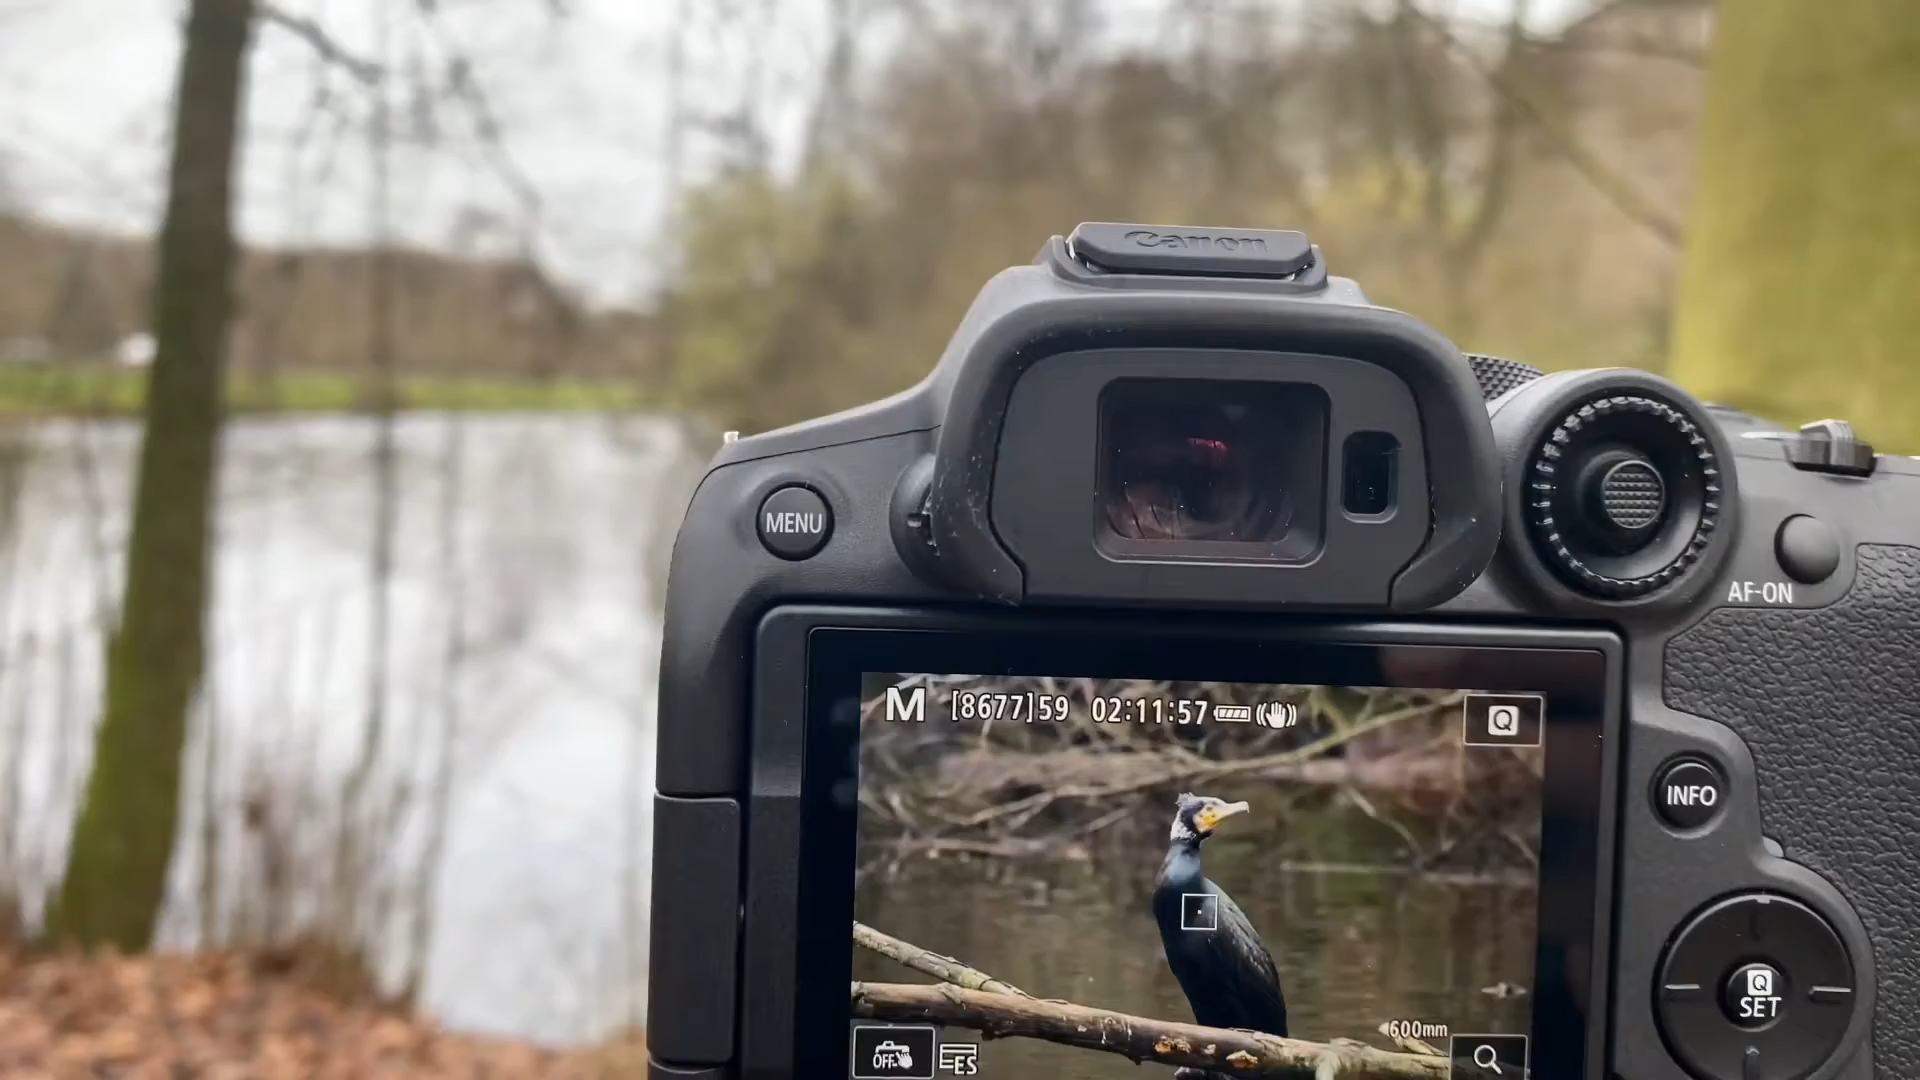 Canon
MENU
AF-ON
M [8677]59 02:11:57
Q
INFO
Q
SET
600mm
OFF
ES